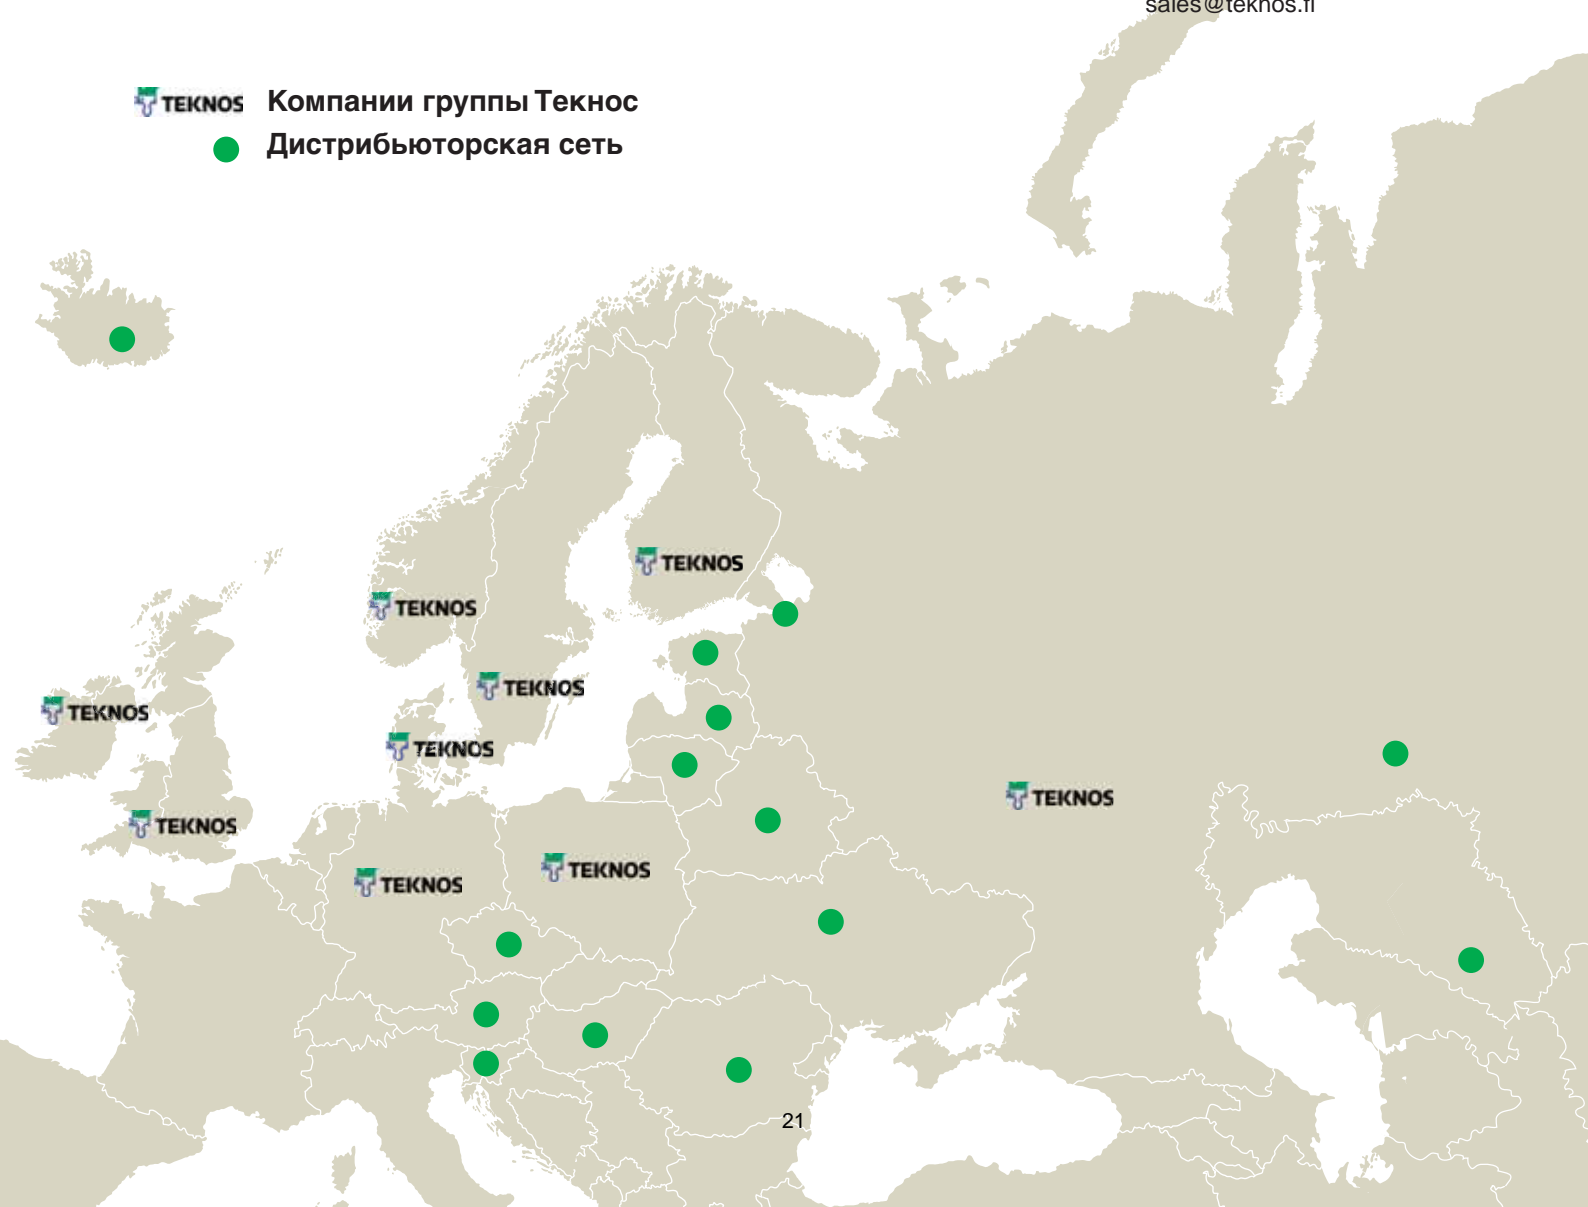 sales@teknos.fi
TEKNOS Компании группы Текнос
Дистрибьюторская сеть
TEKNOS
TEKNOS
TEKNOS
TEKNOS
TEKNOS
TEKNOS
TEKNOS
TEKNOS
TEKNOS
21